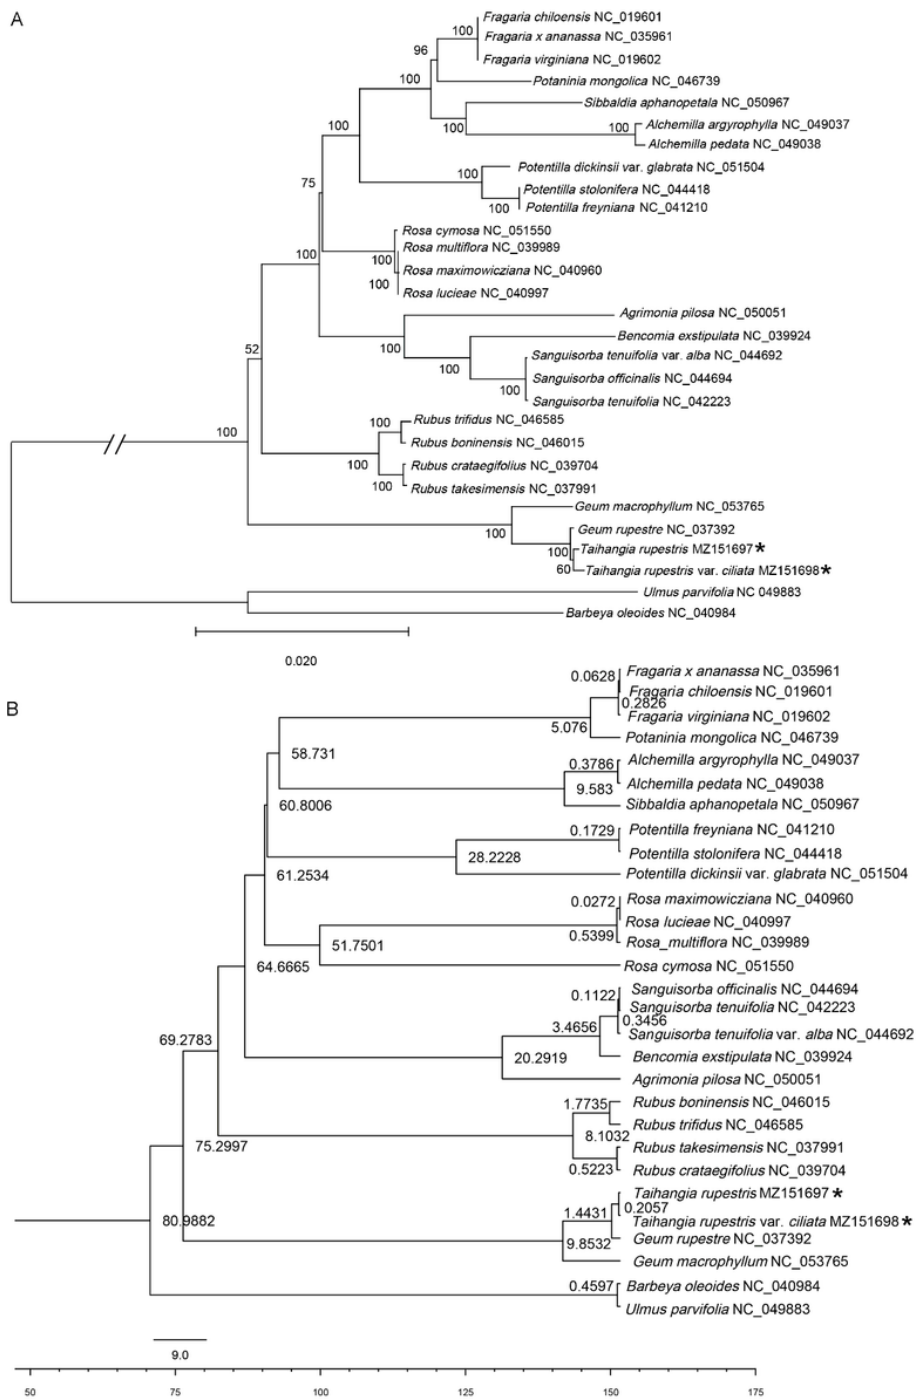 A
Fragaria chiloensis NC_019601
100
Fragaria x ananassa NC_035961
96
Fragaria virginiana NC_019602
100
Potaninia mongolica NC_046739
Sibbaldia aphanopetala NC_050967
100
100
100
Alchemilla argyrophylla NC_049037
Alchemilla pedata NC_049038
Potentilla dickinsii var. glabrata NC_051504
100
75
Potentilla stolonifera NC_044418
100
Potentilla freyniana NC_041210
Rosa cymosa NC_051550
Rosa multiflora NC_039989
100
100
Rosa maximowicziana NC_040960
100
Rosa lucieae NC_040997
Agrimonia pilosa NC_050051
Bencomia exstipulata NC_039924
100
52
Sanguisorba tenuifolia var. alba NC_044692
100
Sanguisorba officinalis NC_044694
100
Sanguisorba tenuifolia NC_042223
Rubus trifidus NC_046585
100
100
Rubus boninensis NC_046015
100
Rubus crataegifolius NC_039704
100
Rubus takesimensis NC_037991
Geum macrophyllum NC_053765
100
Geum rupestre NC_037392
100
Taihangia rupestris MZ151697*
60
Taihangia rupestris var. ciliata MZ151698*
Ulmus parvifolia NC 049883
Barbeya oleoides NC_040984
0.020
B
Fragaria x ananassa NC_035961
0.0628
Fragaria chiloensis NC_019601
0.2826
Fragaria virginiana NC_019602
5.076
Potaninia mongolica NC_046739
58.731
Alchemilla argyrophylla NC_049037
0.3786
Alchemilla pedata NC_049038
9.583
Sibbaldia aphanopetala NC_050967
60.8006
Potentilla freyniana NC_041210
0.1729
Potentilla stolonifera NC_044418
28.2228
Potentilla dickinsii var. glabrata NC_051504
61.2534
Rosa maximowicziana NC_040960
0.0272
Rosa lucieae NC_040997
0.5399
Rosa_multiflora NC_039989
51.7501
Rosa cymosa NC_051550
64.6665
Sanguisorba officinalis NC_044694
0.1122
Sanguisorba tenuifolia NC_042223
0.3456
3.4656
Sanguisorba tenuifolia var. alba NC_044692
69.2783
Bencomia exstipulata NC_039924
20.2919
Agrimonia pilosa NC_050051
Rubus boninensis NC_046015
1.7735
Rubus trifidus NC_046585
8.1032
75.2997
Rubus takesimensis NC_037991
0.5223
Rubus crataegifolius NC_039704
Taihangia rupestris MZ151697 *
0.2057
1.4431
80.9882
Taihangia rupestris var. ciliata MZ151698 *
Geum rupestre NC_037392
9.8532
Geum macrophyllum NC_053765
Barbeya oleoides NC_040984
0.4597
Ulmus parvifolia NC_049883
9.0
50 75 100 125 150 175